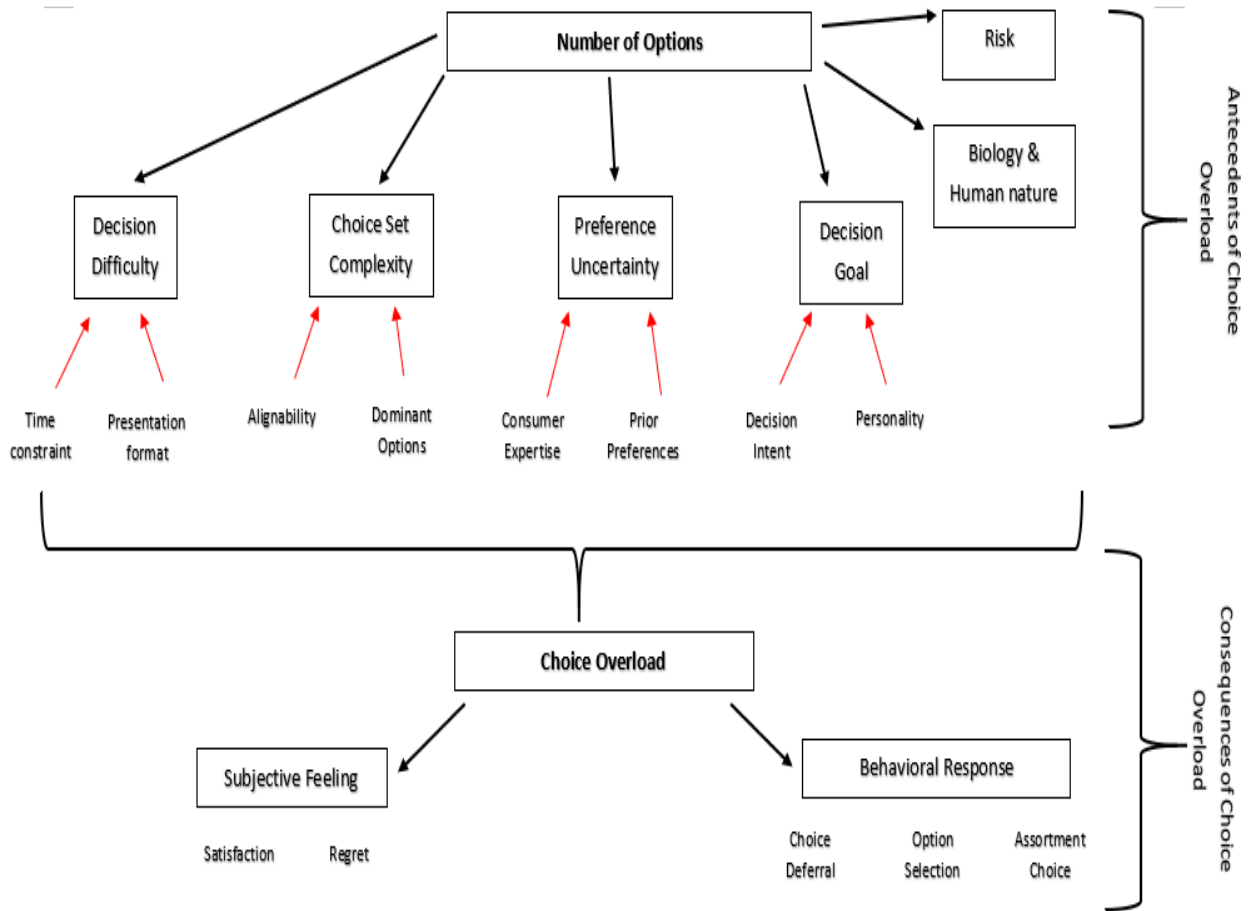 Number of Options
Risk
Biology &
Human nature
Antecedents of Choice
Overload
Decision
Difficulty
Choice Set
Complexity
Preference
Uncertainty
Decision
Goal
Time
constraint
Presentation
format
Alignability
Dominant
Options
Consumer
Expertise
Prior
Preferences
Decision
Intent
Personality
Choice Overload
Consequences of Choice
Overload
Subjective Feeling
Behavioral Response
Satisfaction
Regret
Choice
Deferral
Option
Selection
Assortment
Choice